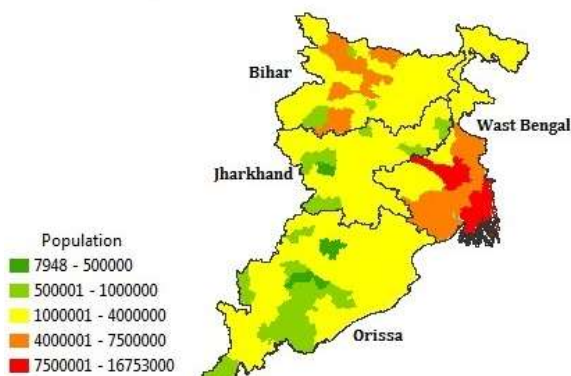 Bihar
Wast Bengal
Jharkhand
Orissa
Population
7948 - 500000
500001 - 1000000
1000001 - 4000000
4000001 - 7500000
7500001 - 16753000